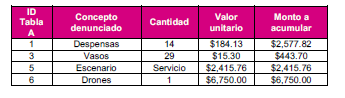 ID Tabla A Concepto denunciado Cantidad Valor unitario Monto a acumular
1 Despensas 14 $184.13 $2,577.82
3 Vasos 29 $15.30 $443.70
5 Escenario Servicio $2,415.76 $2,415.76
6 Drones 1 $6,750.00 $6,750.00